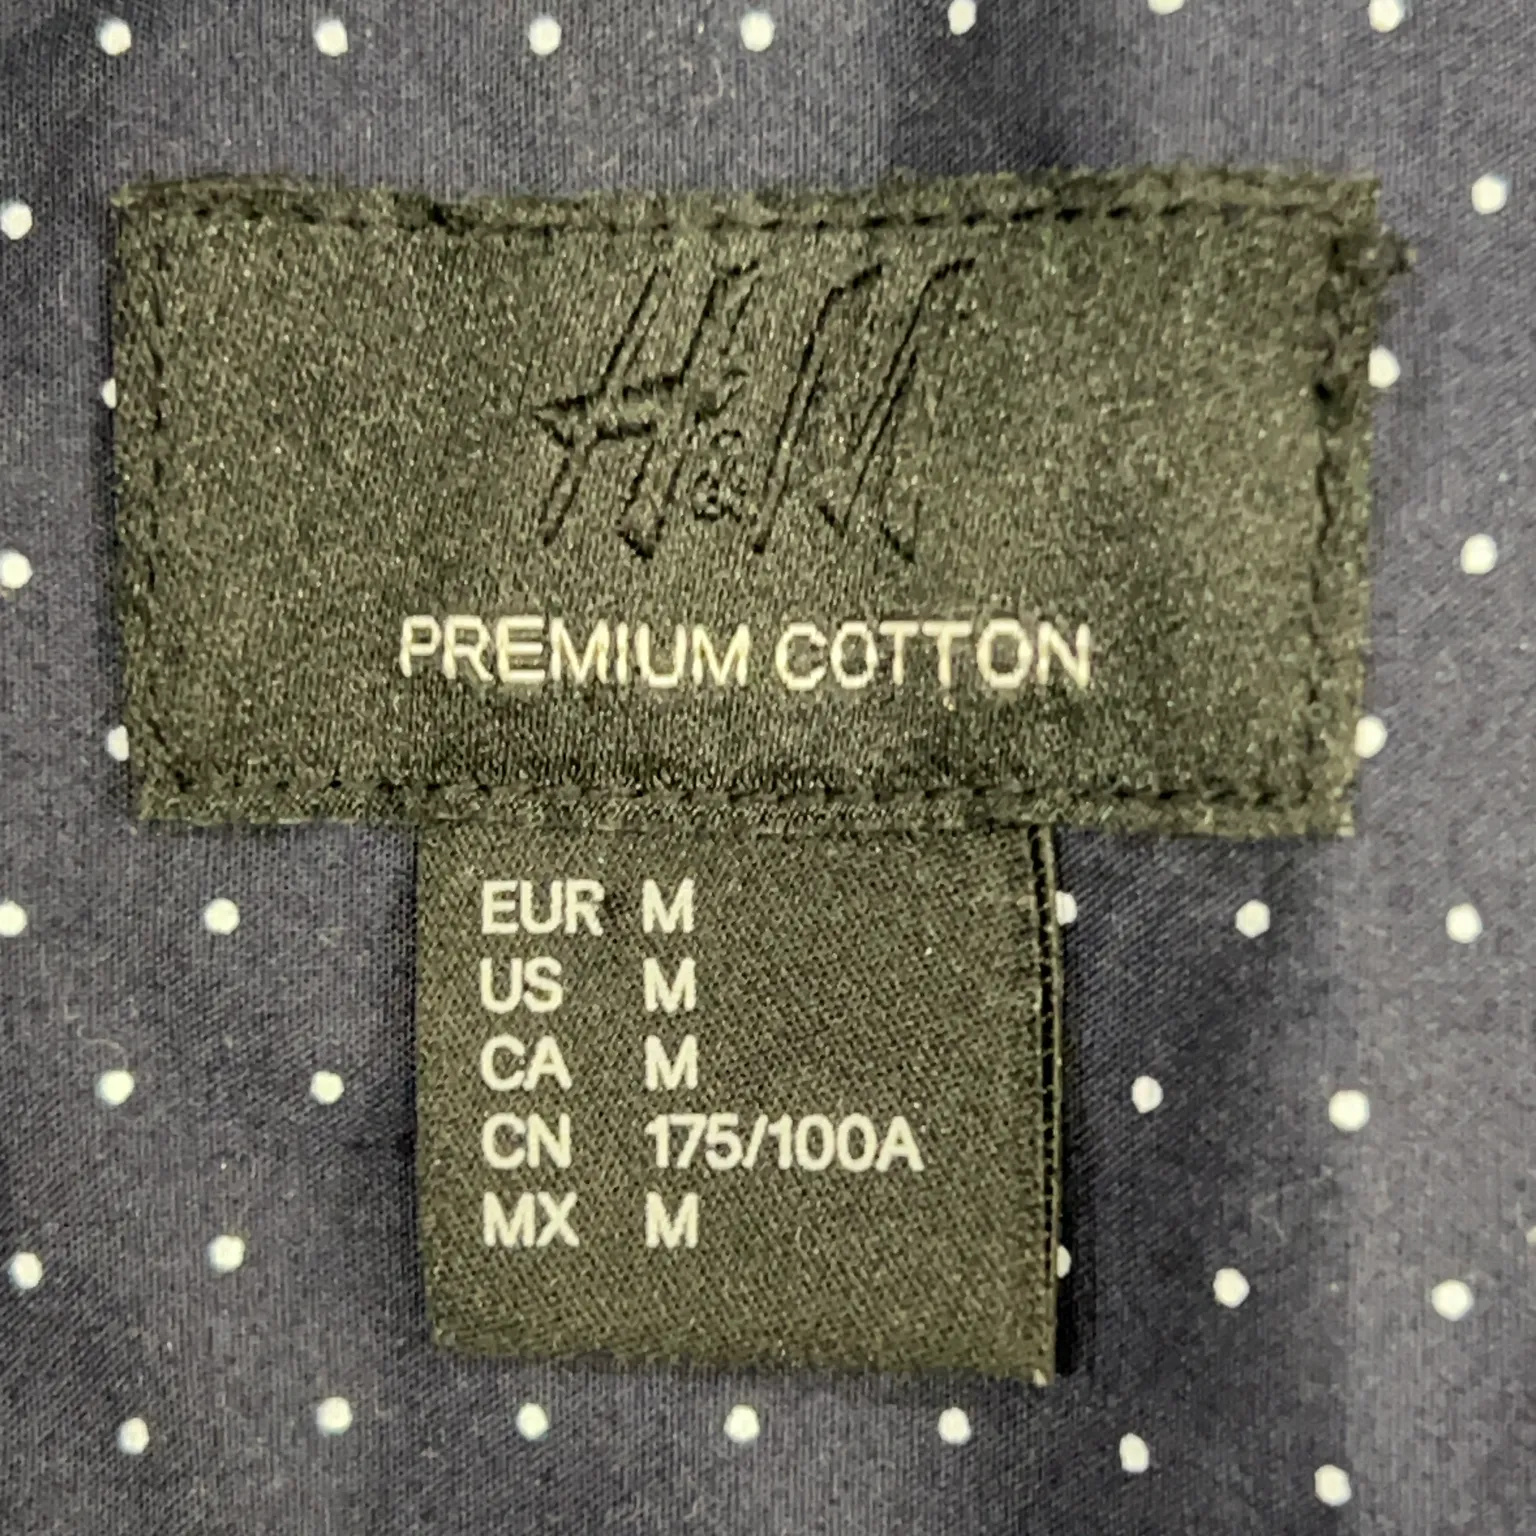 H&M
PREMIUM COTTON
EUR M
US M
CA M
CN 175/100A
MX M